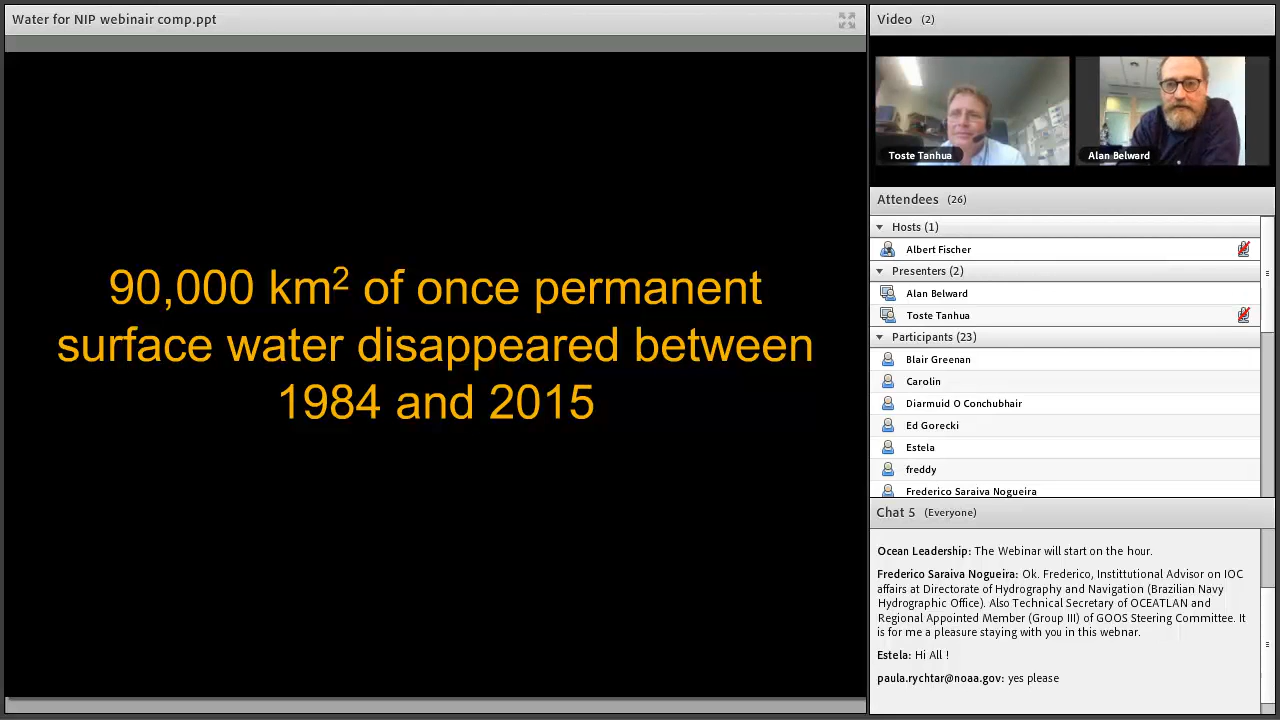 Water for NIP webinair comp.ppt
90,000 km² of once permanent
surface water disappeared between
1984 and 2015
Video (2)
Toste Tanhua
Alan Belward
Attendees (26)
Hosts (1)
Albert Fischer
Presenters (2)
Alan Belward
Toste Tanhua
Participants (23)
Blair Greenan
Carolin
Diarmuid O Conchubhair
Ed Gorecki
Estela
freddy
Frederico Saraiva Nogueira
Chat 5 (Everyone)
Ocean Leadership: The Webinar will start on the hour.
Frederico Saraiva Nogueira: Ok. Frederico, Instittutional Advisor on IOC
affairs at Directorate of Hydrography and Navigation (Brazilian Navy
Hydrographic Office). Also Technical Secretary of OCEATLAN and
Regional Appointed Member (Group III) of GOOS Steering Committee. It
is for me a pleasure staying with you in this webnar.
Estela: Hi All !
paula.rychtar@noaa.gov: yes please